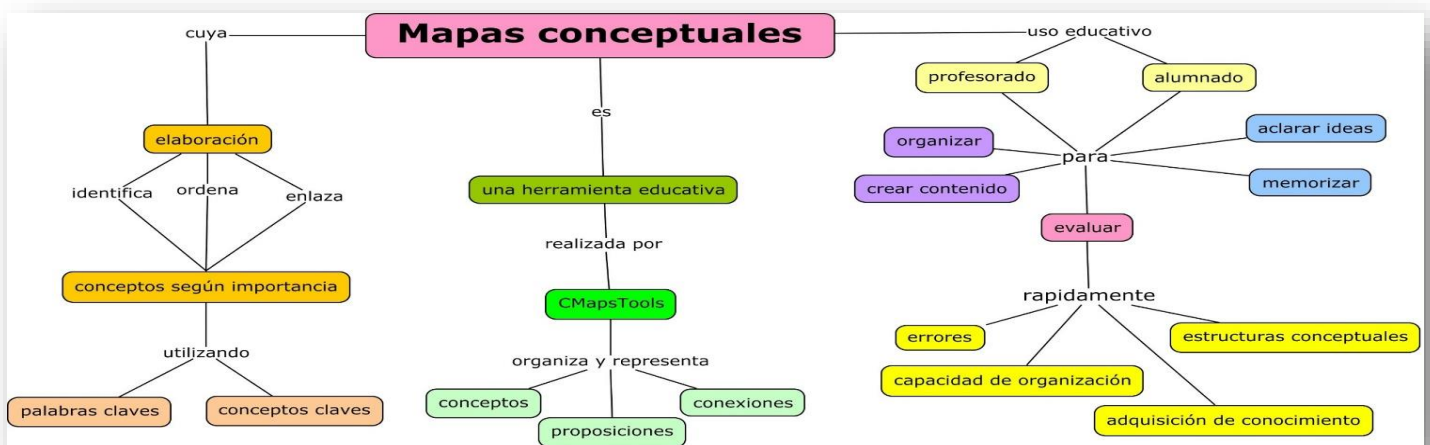 Mapas conceptuales
cuya
elaboración
identifica
ordena
enlaza
conceptos según importancia
utilizando
palabras claves
conceptos claves
es
una herramienta educativa
realizada por
CMapsTools
organiza y representa
conceptos
proposiciones
conexiones
uso educativo
profesorado
alumnado
para
organizar
crear contenido
aclarar ideas
memorizar
evaluar
rapidamente
errores
capacidad de organización
adquisición de conocimiento
estructuras conceptuales